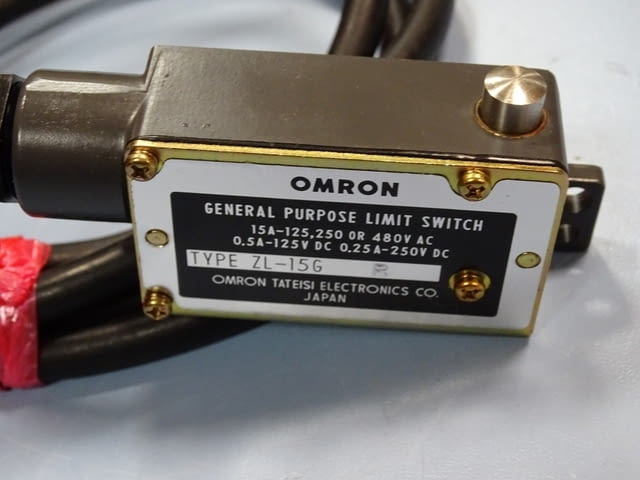 OMRON
GENERAL PURPOSE LIMIT SWITCH
15A-125,250 OR 480V AC
0.5A-125V DC 0.25A-250V DC
TYPE ZL-15G R
OMRON TATEISI ELECTRONICS CO.
JAPAN